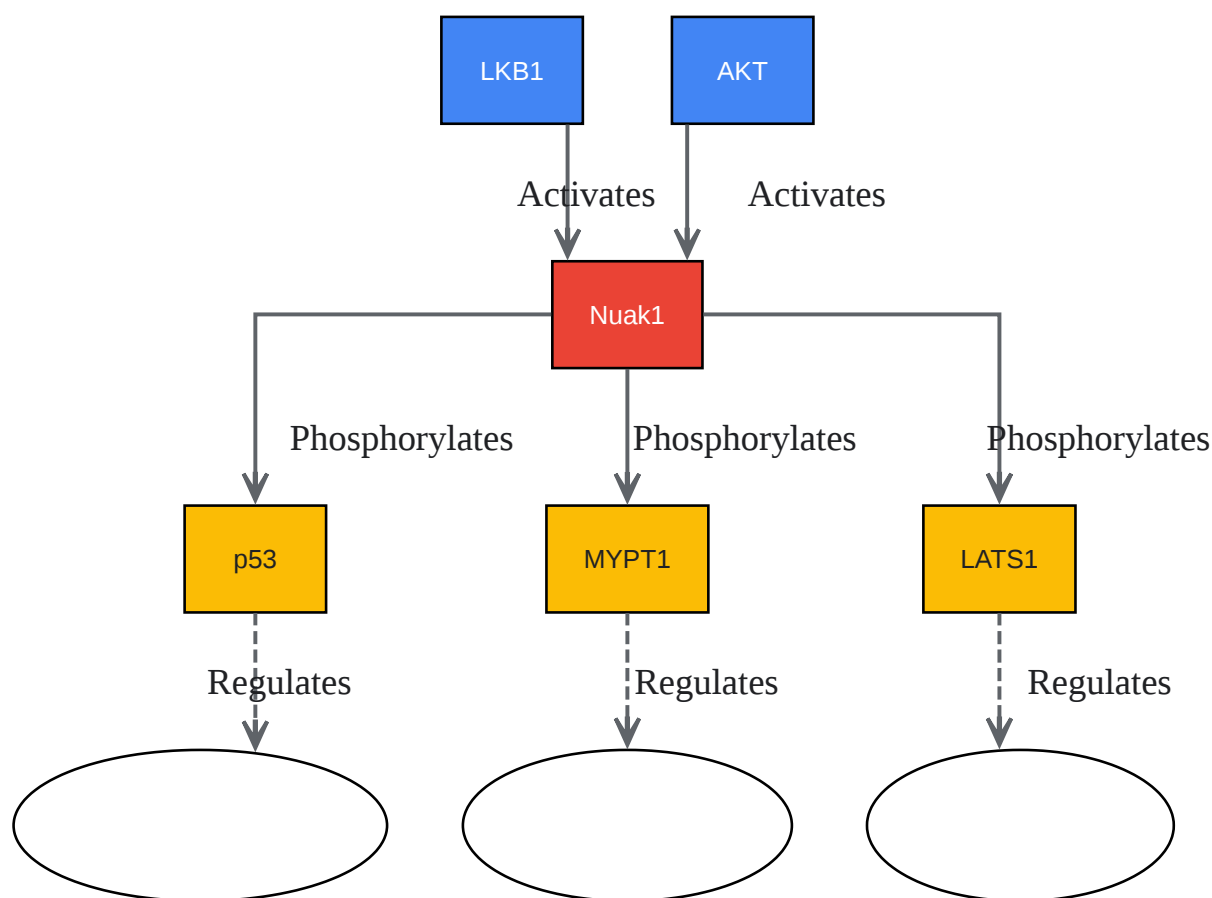 LKB1 AKT
Activates Activates
Nuak1
Phosphorylates Phosphorylates Phosphorylates
p53 MYPT1 LATS1
Regulates Regulates Regulates